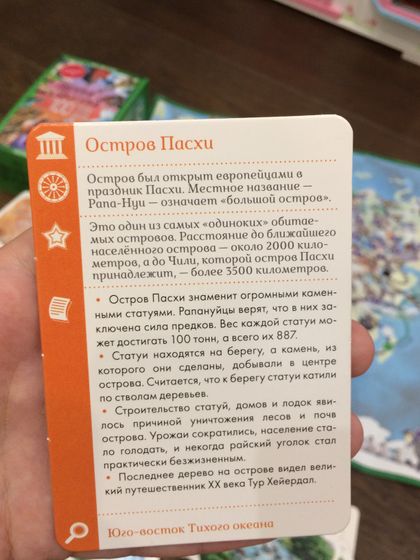 Остров Пасхи
Остров был открыт европейцами в
праздник Пасхи. Местное название —
Рапа-Нуи — означает «большой остров».
Это один из самых «одиноких» обитае-
мых островов. Расстояние до ближайшего
населённого острова — около 2000 кило-
метров, а до Чили, которой остров Пасхи
принадлежит, — более 3500 километров.
• Остров Пасхи знаменит огромными камен-
ными статуями. Рапануйцы верят, что в них за-
ключена сила предков. Вес каждой статуи мо-
жет достигать 100 тонн, а всего их 887.
• Статуи находятся на берегу, а камень, из
которого они сделаны, добывали в центре
острова. Считается, что к берегу статуи катили
по стволам деревьев.
• Строительство статуй, домов и лодок яви-
лось причиной уничтожения лесов и почв
острова. Урожаи сократились, население ста-
ло голодать, и некогда райский уголок стал
практически безжизненным.
• Последнее дерево на острове видел вели-
кий путешественник XX века Тур Хейердал.
Юго-восток Тихого океана